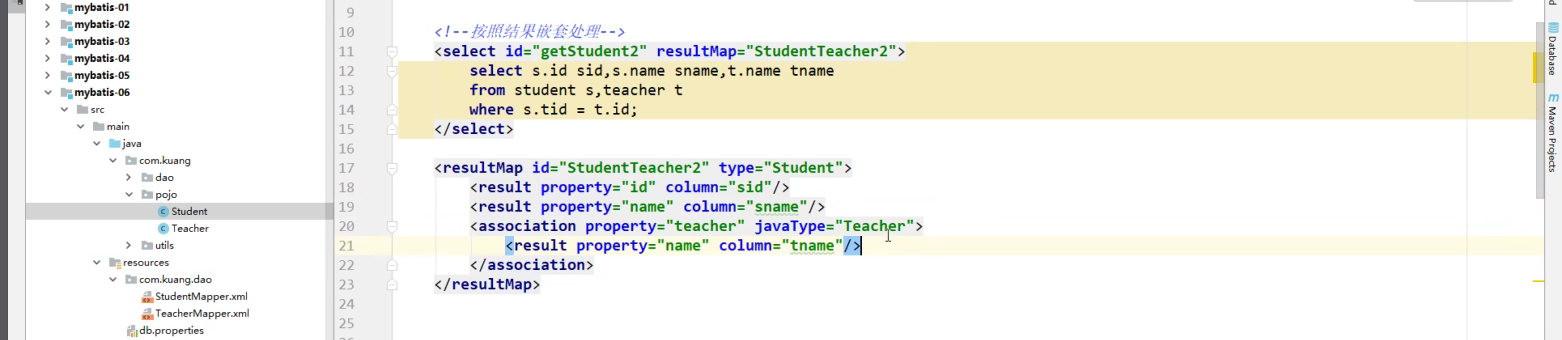 mybatis-01
mybatis-02
mybatis-03
mybatis-04
mybatis-05
mybatis-06
src
main
java
com.kuang
dao
pojo
Student
Teacher
utils
resources
com.kuang.dao
StudentMapper.xml
TeacherMapper.xml
db.properties
9
10 <!--按照结果嵌套处理-->
11 <select id="getStudent2" resultMap="StudentTeacher2">
12 select s.id sid,s.name sname,t.name tname
13 from student s,teacher t
14 where s.tid = t.id;
15 </select>
16
17 <resultMap id="StudentTeacher2" type="Student">
18 <result property="id" column="sid"/>
19 <result property="name" column="sname"/>
20 <association property="teacher" javaType="Teacher">
21 <result property="name" column="tname"/>
22 </association>
23 </resultMap>
24
25
Database
Maven Projects